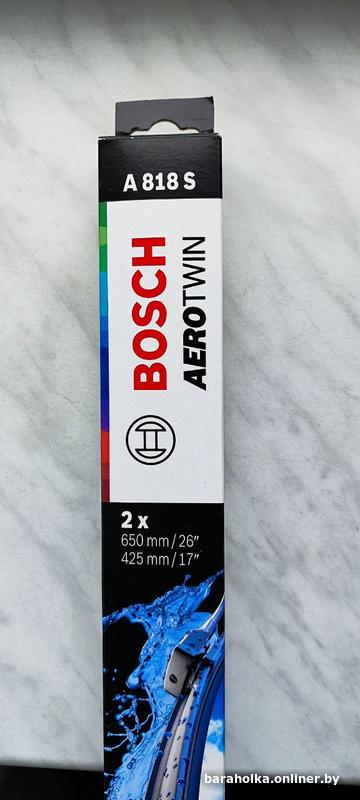 A 818 S
BOSCH
AEROTWIN
2 x
650 mm / 26"
425 mm / 17"
baraholka.onliner.by